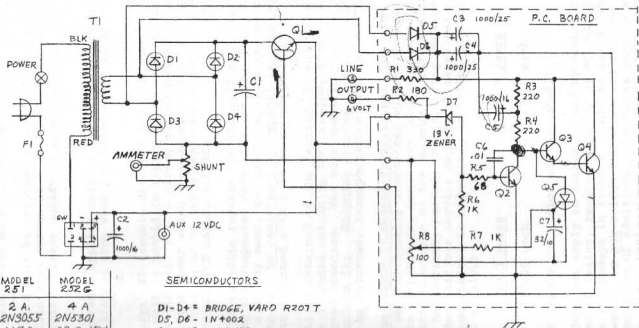 T1
BLK
POWER
F1
RED
SW
- +
C2
1000/16
AUX 12 VDC
D1
D2
D3
D4
C1
Q1
AMMETER
SHUNT
P.C. BOARD
D5
D6
C3 1000/25
C4
1000/25
LINE
OUTPUT
6 VOLT
R1 330
R2 180
D7
18 V.
ZENER
1000/16
C5
R3
220
R4
220
C6
.01
R5
68
Q2
Q3
Q4
Q5
R6
1K
R7 1K
R8
100
C7
32/10
MODEL
251
MODEL
252G
2 A.
4 A
2N3055
2N5301
SEMICONDUCTORS
D1-D4 = BRIDGE, VARO R207T
D5, D6 - 1N4002